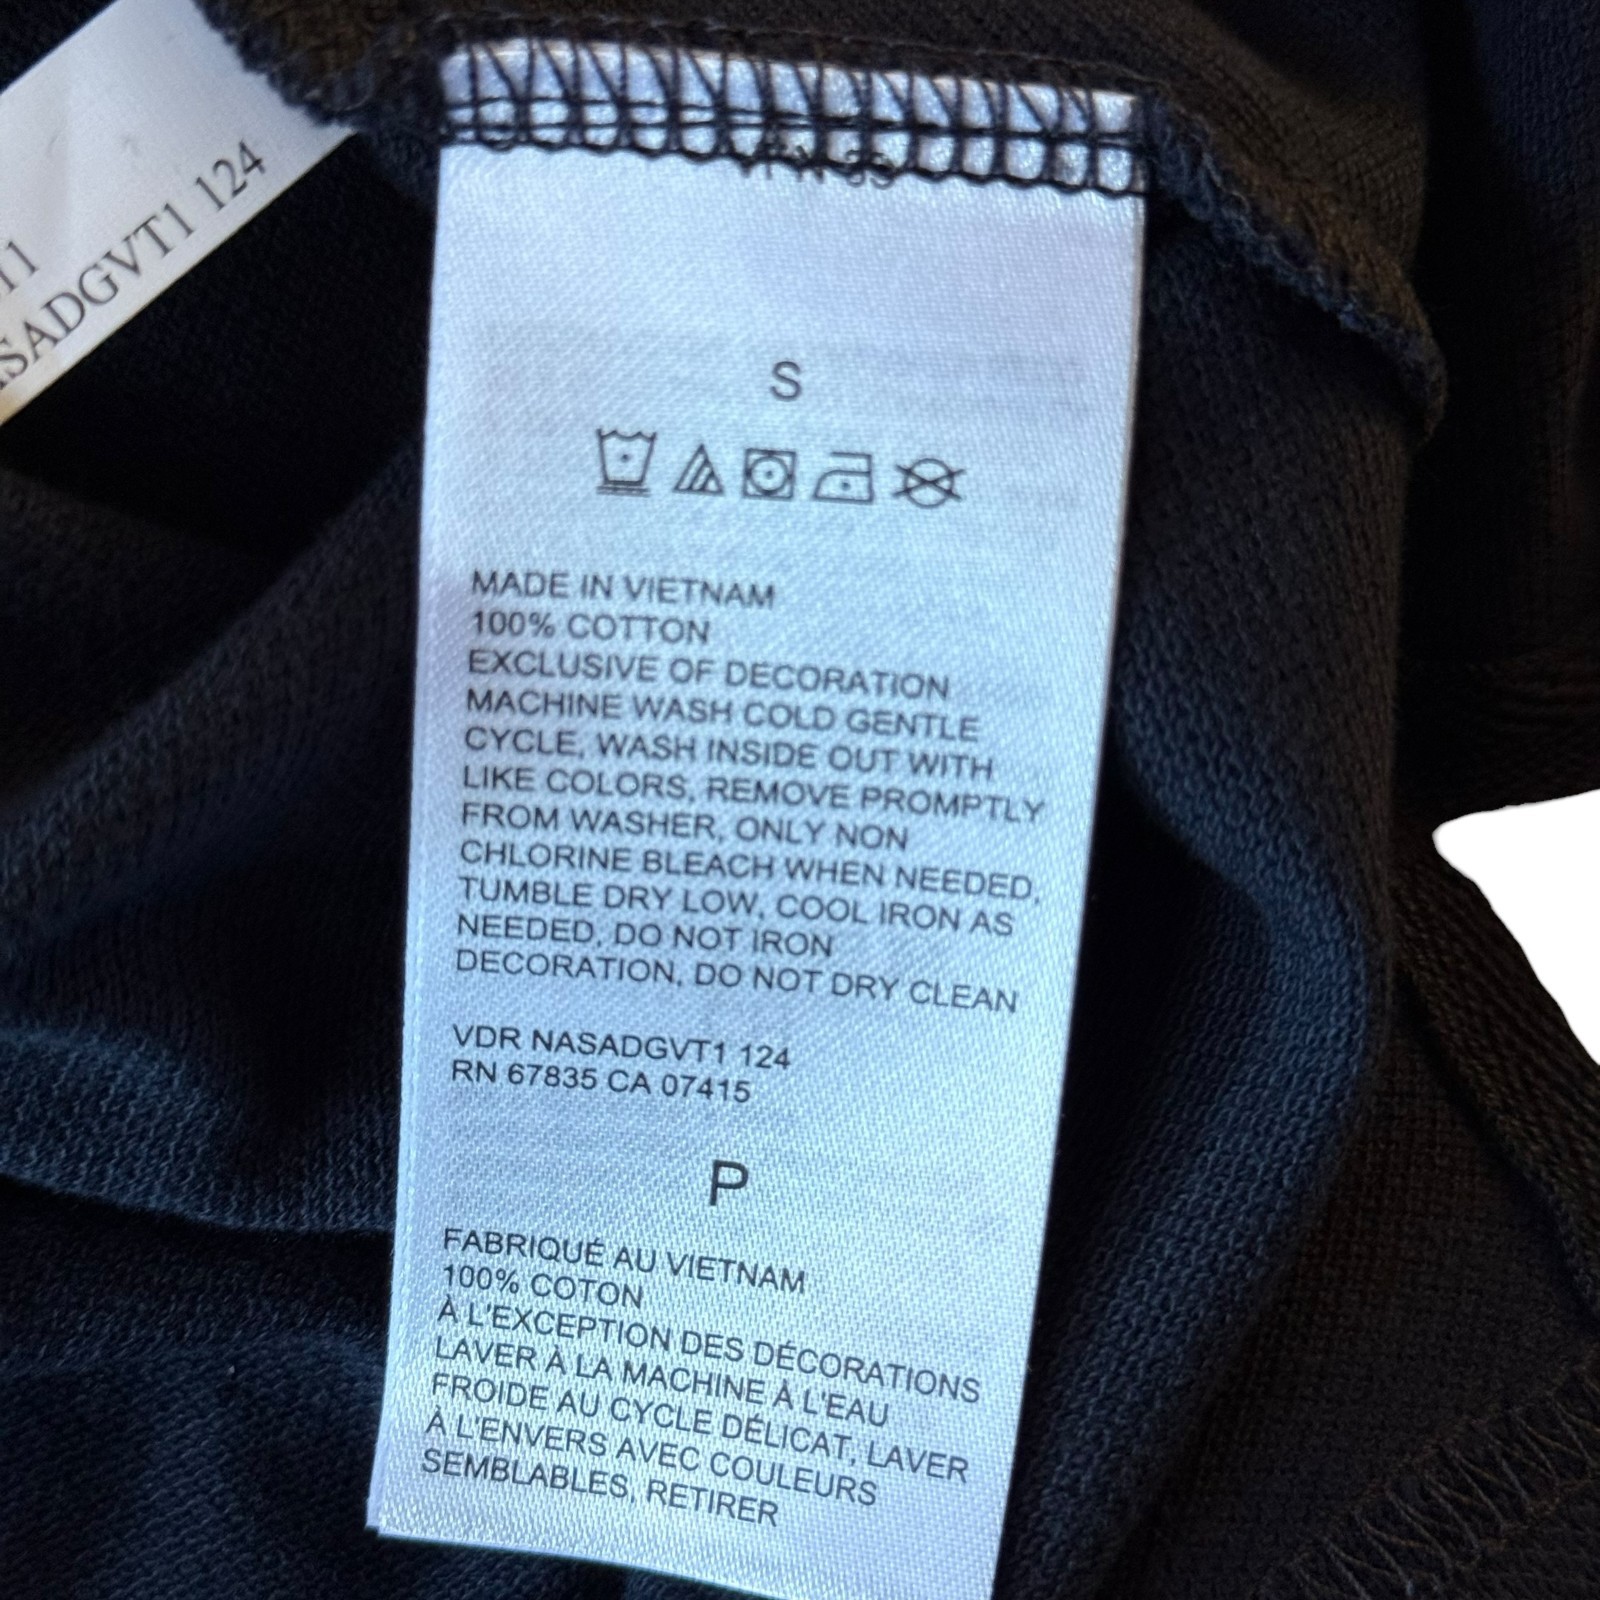 T1
SADGVT1 124
S
MADE IN VIETNAM
100% COTTON
EXCLUSIVE OF DECORATION
MACHINE WASH COLD GENTLE
CYCLE, WASH INSIDE OUT WITH
LIKE COLORS, REMOVE PROMPTLY
FROM WASHER, ONLY NON
CHLORINE BLEACH WHEN NEEDED,
TUMBLE DRY LOW, COOL IRON AS
NEEDED, DO NOT IRON
DECORATION, DO NOT DRY CLEAN
VDR NASADGVT1 124
RN 67835 CA 07415
P
FABRIQUÉ AU VIETNAM
100% COTON
À L'EXCEPTION DES DÉCORATIONS
LAVER À LA MACHINE À L'EAU
FROIDE AU CYCLE DÉLICAT, LAVER
À L'ENVERS AVEC COULEURS
SEMBLABLES, RETIRER